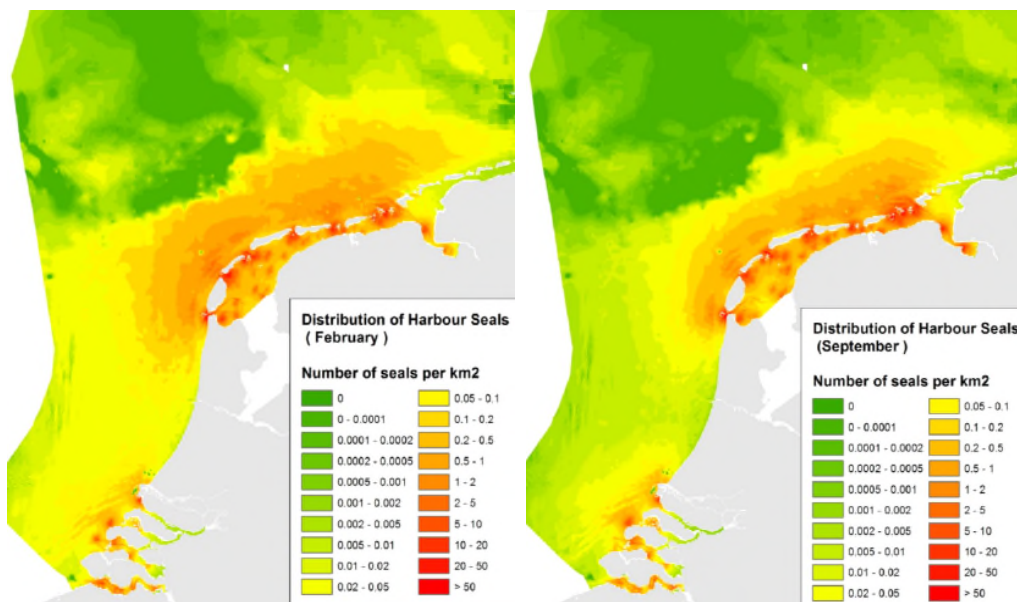 Distribution of Harbour Seals
( February )
Number of seals per km2
0
0 - 0.0001
0.0001 - 0.0002
0.0002 - 0.0005
0.0005 - 0.001
0.001 - 0.002
0.002 - 0.005
0.005 - 0.01
0.01 - 0.02
0.02 - 0.05
0.05 - 0.1
0.1 - 0.2
0.2 - 0.5
0.5 - 1
1 - 2
2 - 5
5 - 10
10 - 20
20 - 50
> 50
Distribution of Harbour Seals
(September )
Number of seals per km2
0
0 - 0.0001
0.0001 - 0.0002
0.0002 - 0.0005
0.0005 - 0.001
0.001 - 0.002
0.002 - 0.005
0.005 - 0.01
0.01 - 0.02
0.02 - 0.05
0.05 - 0.1
0.1 - 0.2
0.2 - 0.5
0.5 - 1
1 - 2
2 - 5
5 - 10
10 - 20
20 - 50
> 50